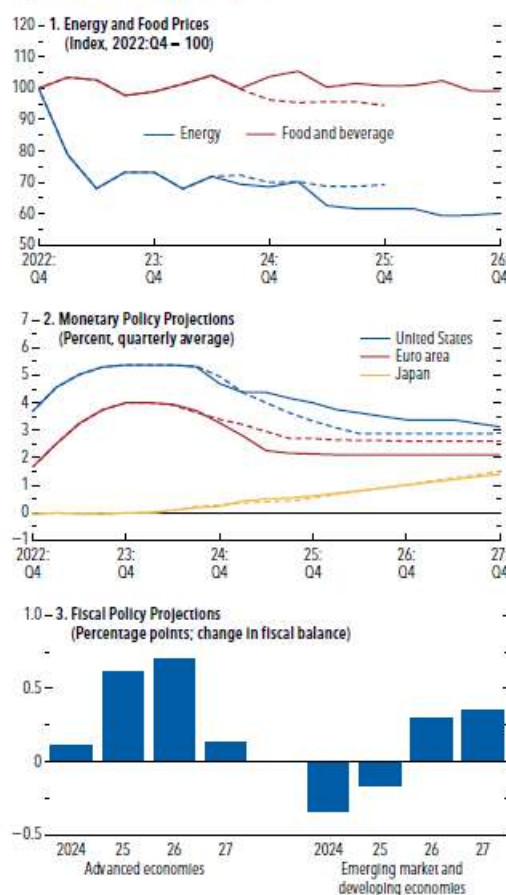 120
1. Energy and Food Prices
110
(Index, 2022:Q4 – 100)
100
90
Energy
Food and beverage
80
70
60
50
2022:
Q4
23:
Q4
24:
Q4
25:
Q4
26:
Q4
7
2. Monetary Policy Projections
6
(Percent, quarterly average)
United States
5
Euro area
4
Japan
3
2
1
0
–1
2022:
Q4
23:
Q4
24:
Q4
25:
Q4
26:
Q4
27:
Q4
1.0
3. Fiscal Policy Projections
(Percentage points; change in fiscal balance)
0.5
0
–0.5
2024 25 26 27 2024 25 26 27
Advanced economies
Emerging market and
developing economies